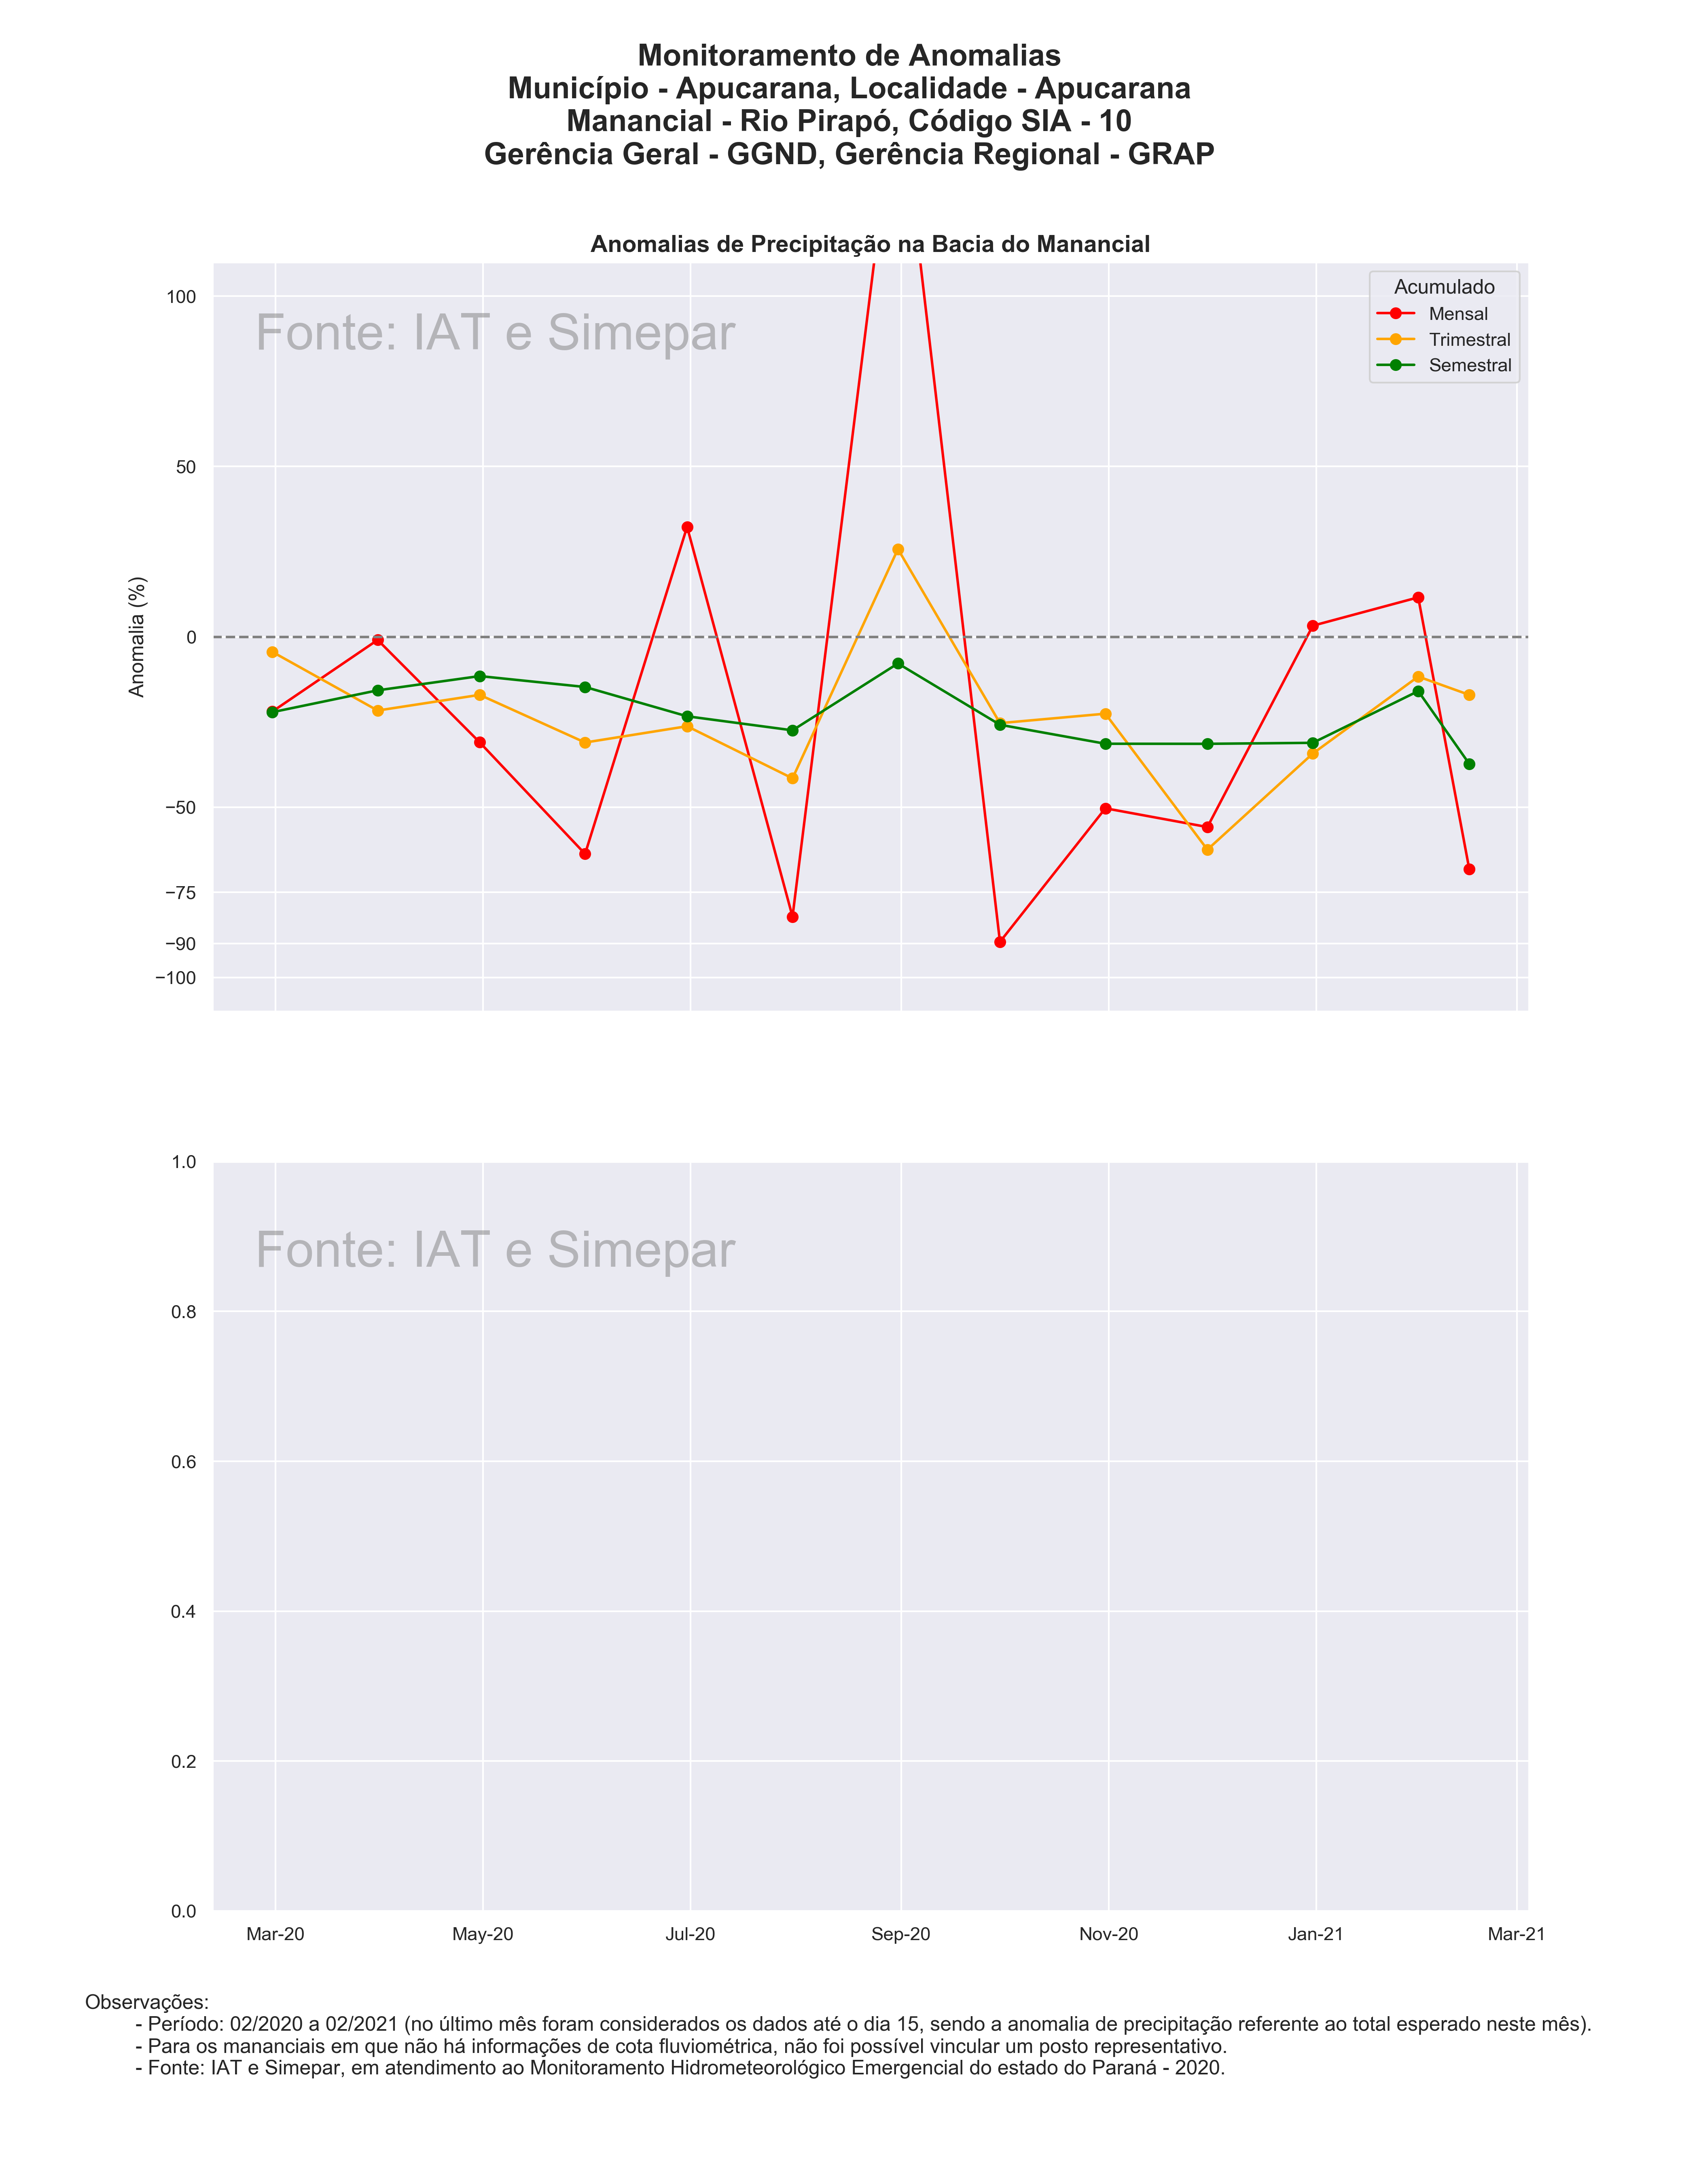 Monitoramento de Anomalias
Município - Apucarana, Localidade - Apucarana
Manancial - Rio Pirapó, Código SIA - 10
Gerência Geral - GGND, Gerência Regional - GRAP
Anomalias de Precipitação na Bacia do Manancial
Fonte: IAT e Simepar
Acumulado
Mensal
Trimestral
Semestral
Anomalia (%)
100
50
0
−50
−75
−90
−100
Fonte: IAT e Simepar
1.0
0.8
0.6
0.4
0.2
0.0
Mar-20 May-20 Jul-20 Sep-20 Nov-20 Jan-21 Mar-21
Observações:
- Período: 02/2020 a 02/2021 (no último mês foram considerados os dados até o dia 15, sendo a anomalia de precipitação referente ao total esperado neste mês).
- Para os mananciais em que não há informações de cota fluviométrica, não foi possível vincular um posto representativo.
- Fonte: IAT e Simepar, em atendimento ao Monitoramento Hidrometeorológico Emergencial do estado do Paraná - 2020.